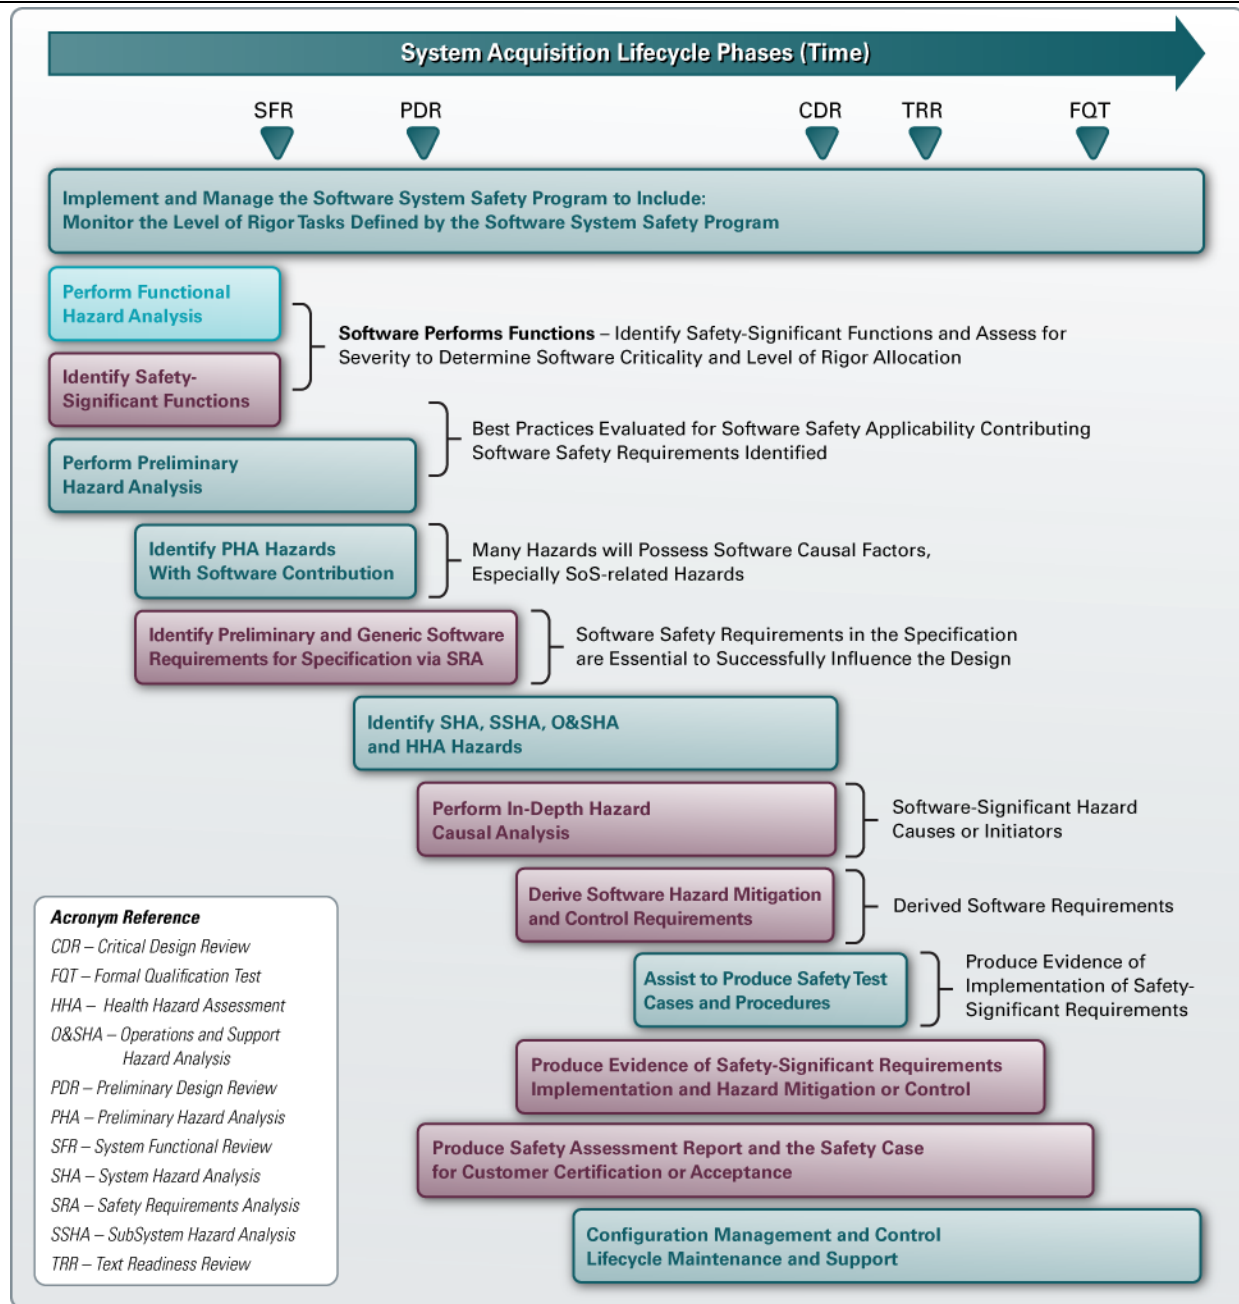 System Acquisition Lifecycle Phases (Time)
SFR
PDR
CDR
TRR
FQT
Implement and Manage the Software System Safety Program to Include:
Monitor the Level of Rigor Tasks Defined by the Software System Safety Program
Perform Functional
Hazard Analysis
Software Performs Functions – Identify Safety-Significant Functions and Assess for
Severity to Determine Software Criticality and Level of Rigor Allocation
Identify Safety-
Significant Functions
Best Practices Evaluated for Software Safety Applicability Contributing
Software Safety Requirements Identified
Perform Preliminary
Hazard Analysis
Identify PHA Hazards
With Software Contribution
Many Hazards will Possess Software Causal Factors,
Especially SoS-related Hazards
Identify Preliminary and Generic Software
Requirements for Specification via SRA
Software Safety Requirements in the Specification
are Essential to Successfully Influence the Design
Identify SHA, SSHA, O&SHA
and HHA Hazards
Perform In-Depth Hazard
Causal Analysis
Software-Significant Hazard
Causes or Initiators
Derive Software Hazard Mitigation
and Control Requirements
Derived Software Requirements
Assist to Produce Safety Test
Cases and Procedures
Produce Evidence of
Implementation of Safety-
Significant Requirements
Produce Evidence of Safety-Significant Requirements
Implementation and Hazard Mitigation or Control
Produce Safety Assessment Report and the Safety Case
for Customer Certification or Acceptance
Configuration Management and Control
Lifecycle Maintenance and Support
Acronym Reference
CDR – Critical Design Review
FQT – Formal Qualification Test
HHA – Health Hazard Assessment
O&SHA – Operations and Support
Hazard Analysis
PDR – Preliminary Design Review
PHA – Preliminary Hazard Analysis
SFR – System Functional Review
SHA – System Hazard Analysis
SRA – Safety Requirements Analysis
SSHA – SubSystem Hazard Analysis
TRR – Text Readiness Review